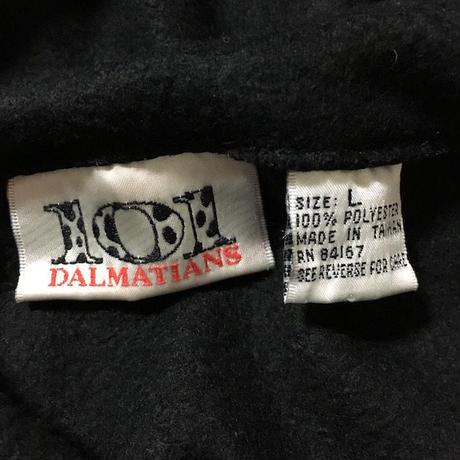 101
DALMATIANS
SIZE: L
100% POLYESTER
MADE IN TAIWAN
RN 84167
SEE REVERSE FOR CARE